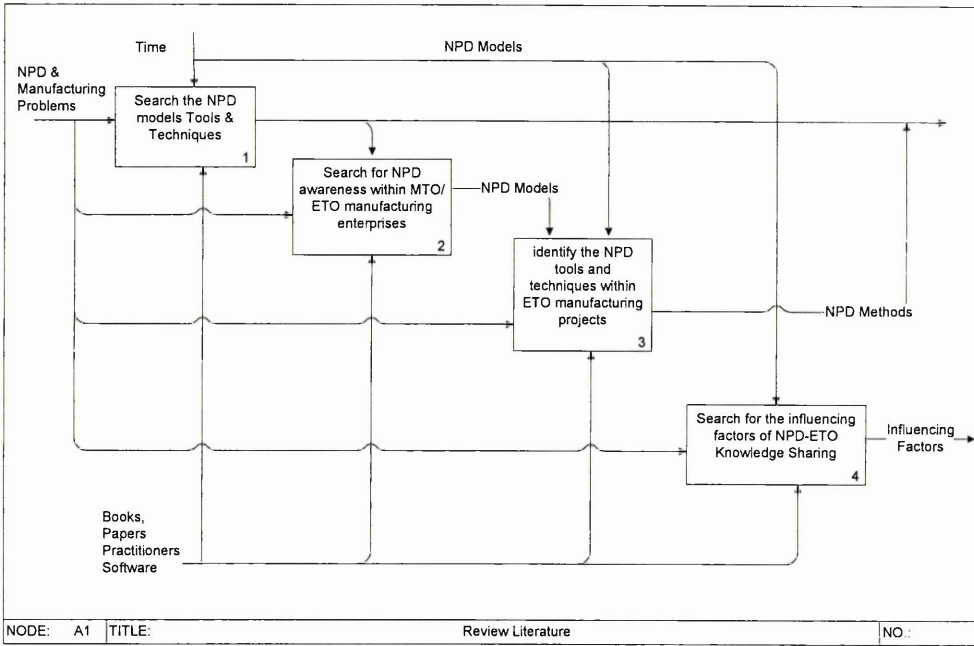 Time
NPD Models
NPD &
Manufacturing
Problems
Search the NPD
models Tools &
Techniques
1
Search for NPD
awareness within MTO/
ETO manufacturing
enterprises
2
NPD Models
identify the NPD
tools and
techniques within
ETO manufacturing
projects
3
NPD Methods
Search for the influencing
factors of NPD-ETO
Knowledge Sharing
4
Influencing
Factors
Books,
Papers
Practitioners
Software
NODE: A1 TITLE: Review Literature NO.: